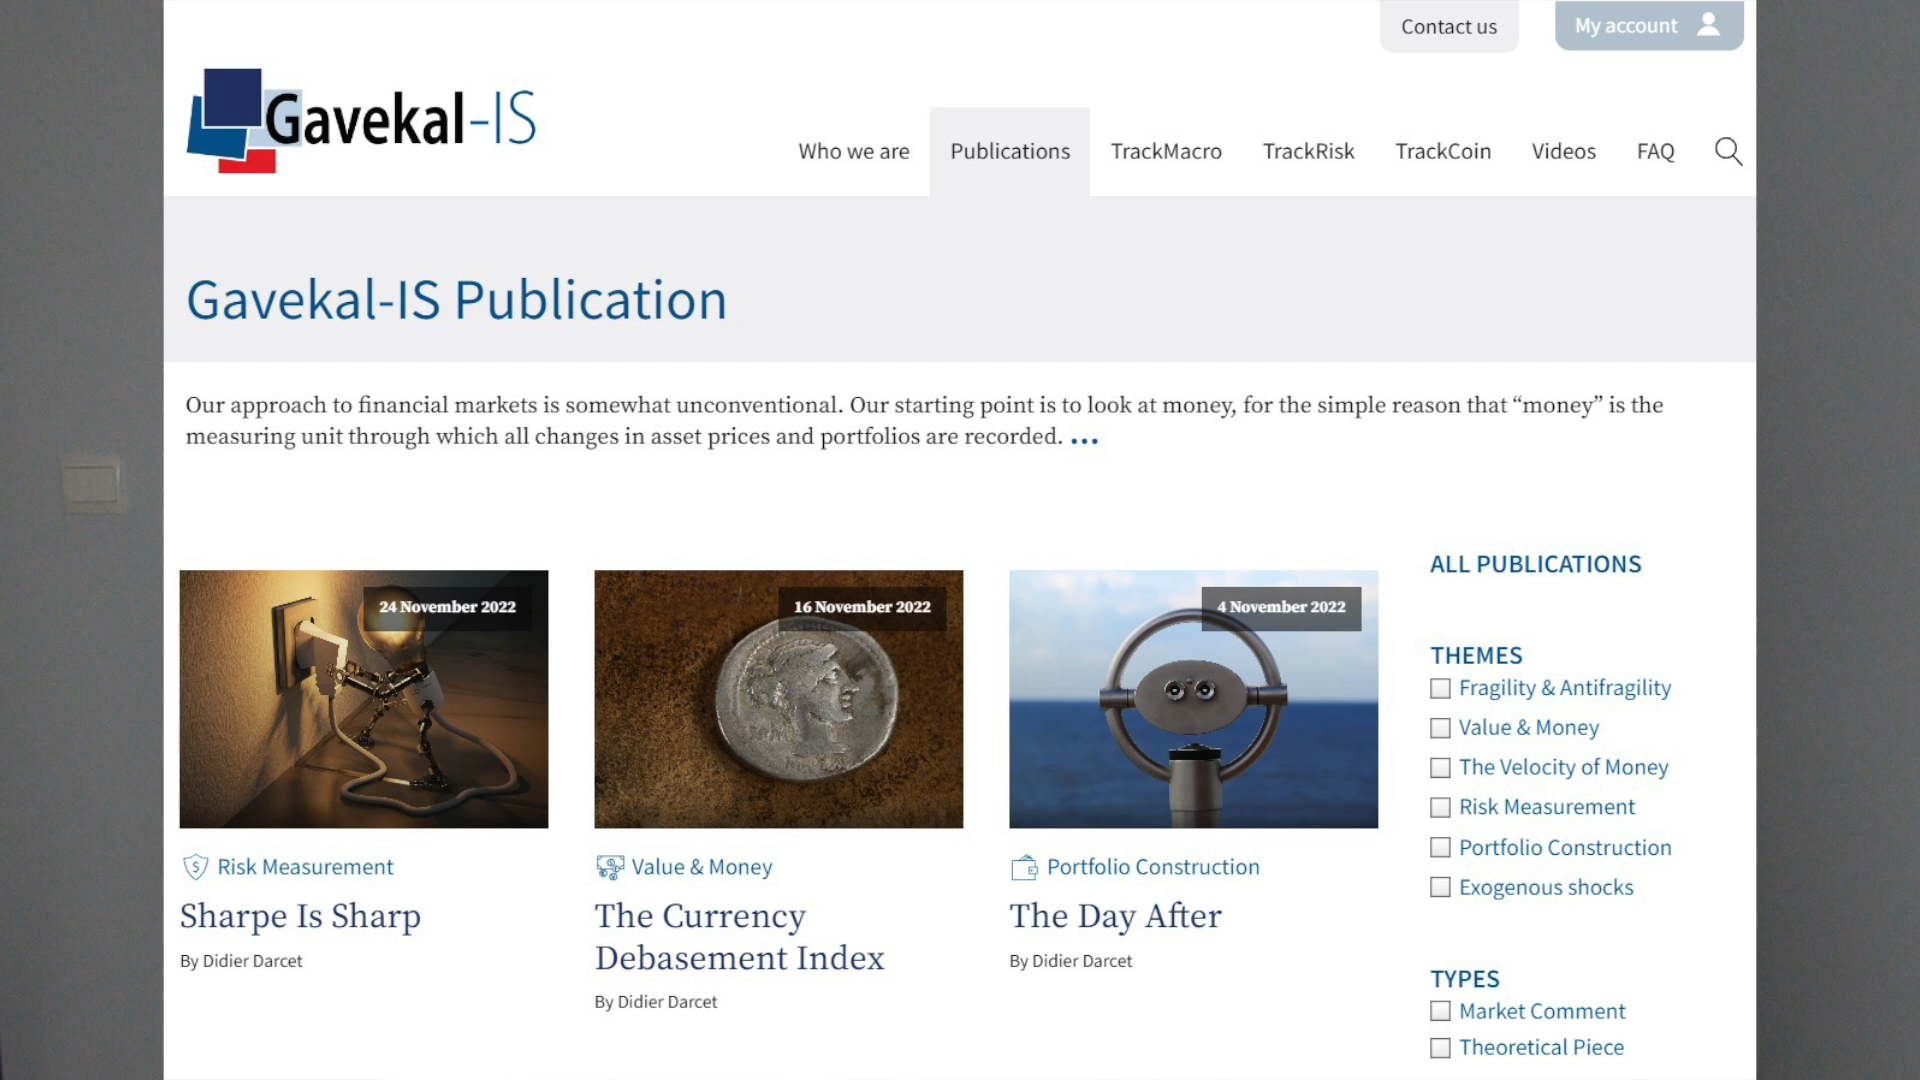 Contact us
My account
Gavekal-IS
Who we are
Publications
TrackMacro
TrackRisk
TrackCoin
Videos
FAQ
Gavekal-IS Publication
Our approach to financial markets is somewhat unconventional. Our starting point is to look at money, for the simple reason that “money” is the
measuring unit through which all changes in asset prices and portfolios are recorded. ...
24 November 2022
Risk Measurement
Sharpe Is Sharp
By Didier Darcet
16 November 2022
Value & Money
The Currency
Debasement Index
By Didier Darcet
4 November 2022
Portfolio Construction
The Day After
By Didier Darcet
ALL PUBLICATIONS
THEMES
Fragility & Antifragility
Value & Money
The Velocity of Money
Risk Measurement
Portfolio Construction
Exogenous shocks
TYPES
Market Comment
Theoretical Piece